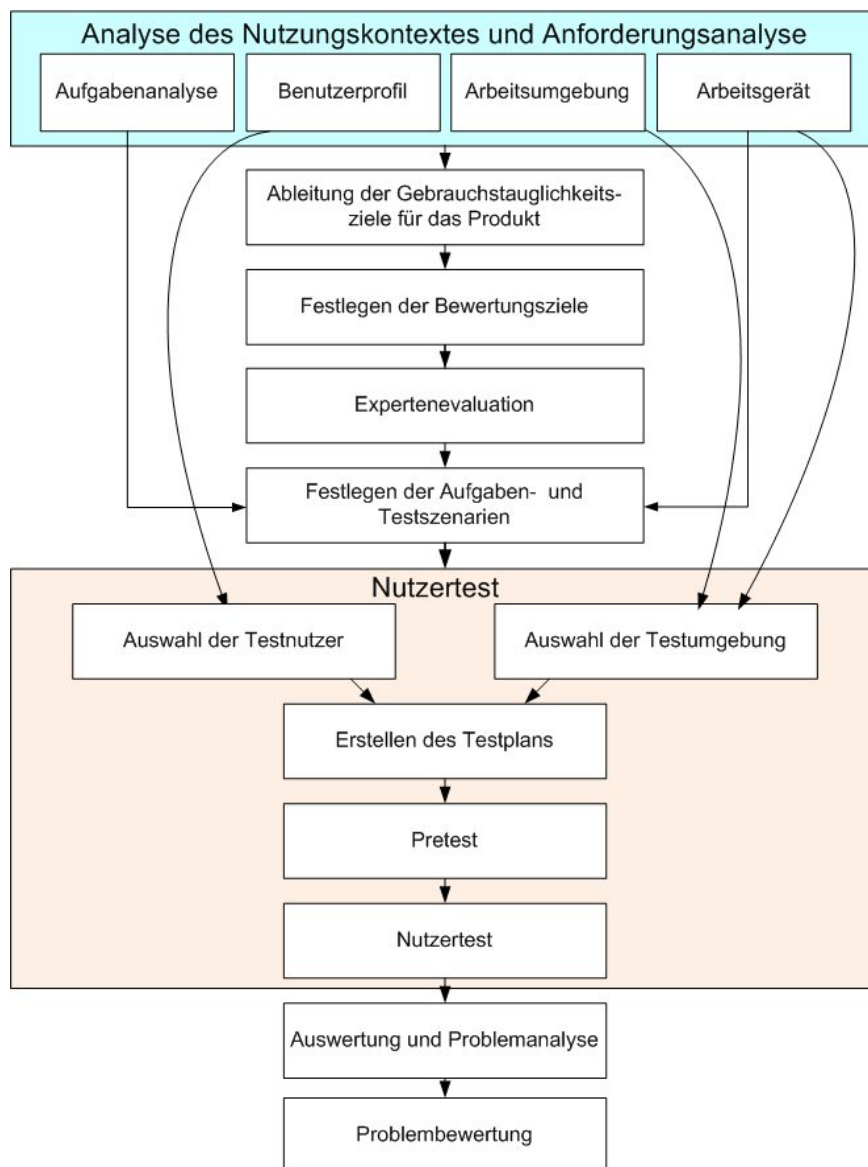 Analyse des Nutzungskontextes und Anforderungsanalyse
Aufgabenanalyse
Benutzerprofil
Arbeitsumgebung
Arbeitsgerät
Ableitung der Gebrauchstauglichkeits-
ziele für das Produkt
Festlegen der Bewertungsziele
Expertenevaluation
Festlegen der Aufgaben- und
Testszenarien
Nutzertest
Auswahl der Testnutzer
Auswahl der Testumgebung
Erstellen des Testplans
Pretest
Nutzertest
Auswertung und Problemanalyse
Problembewertung